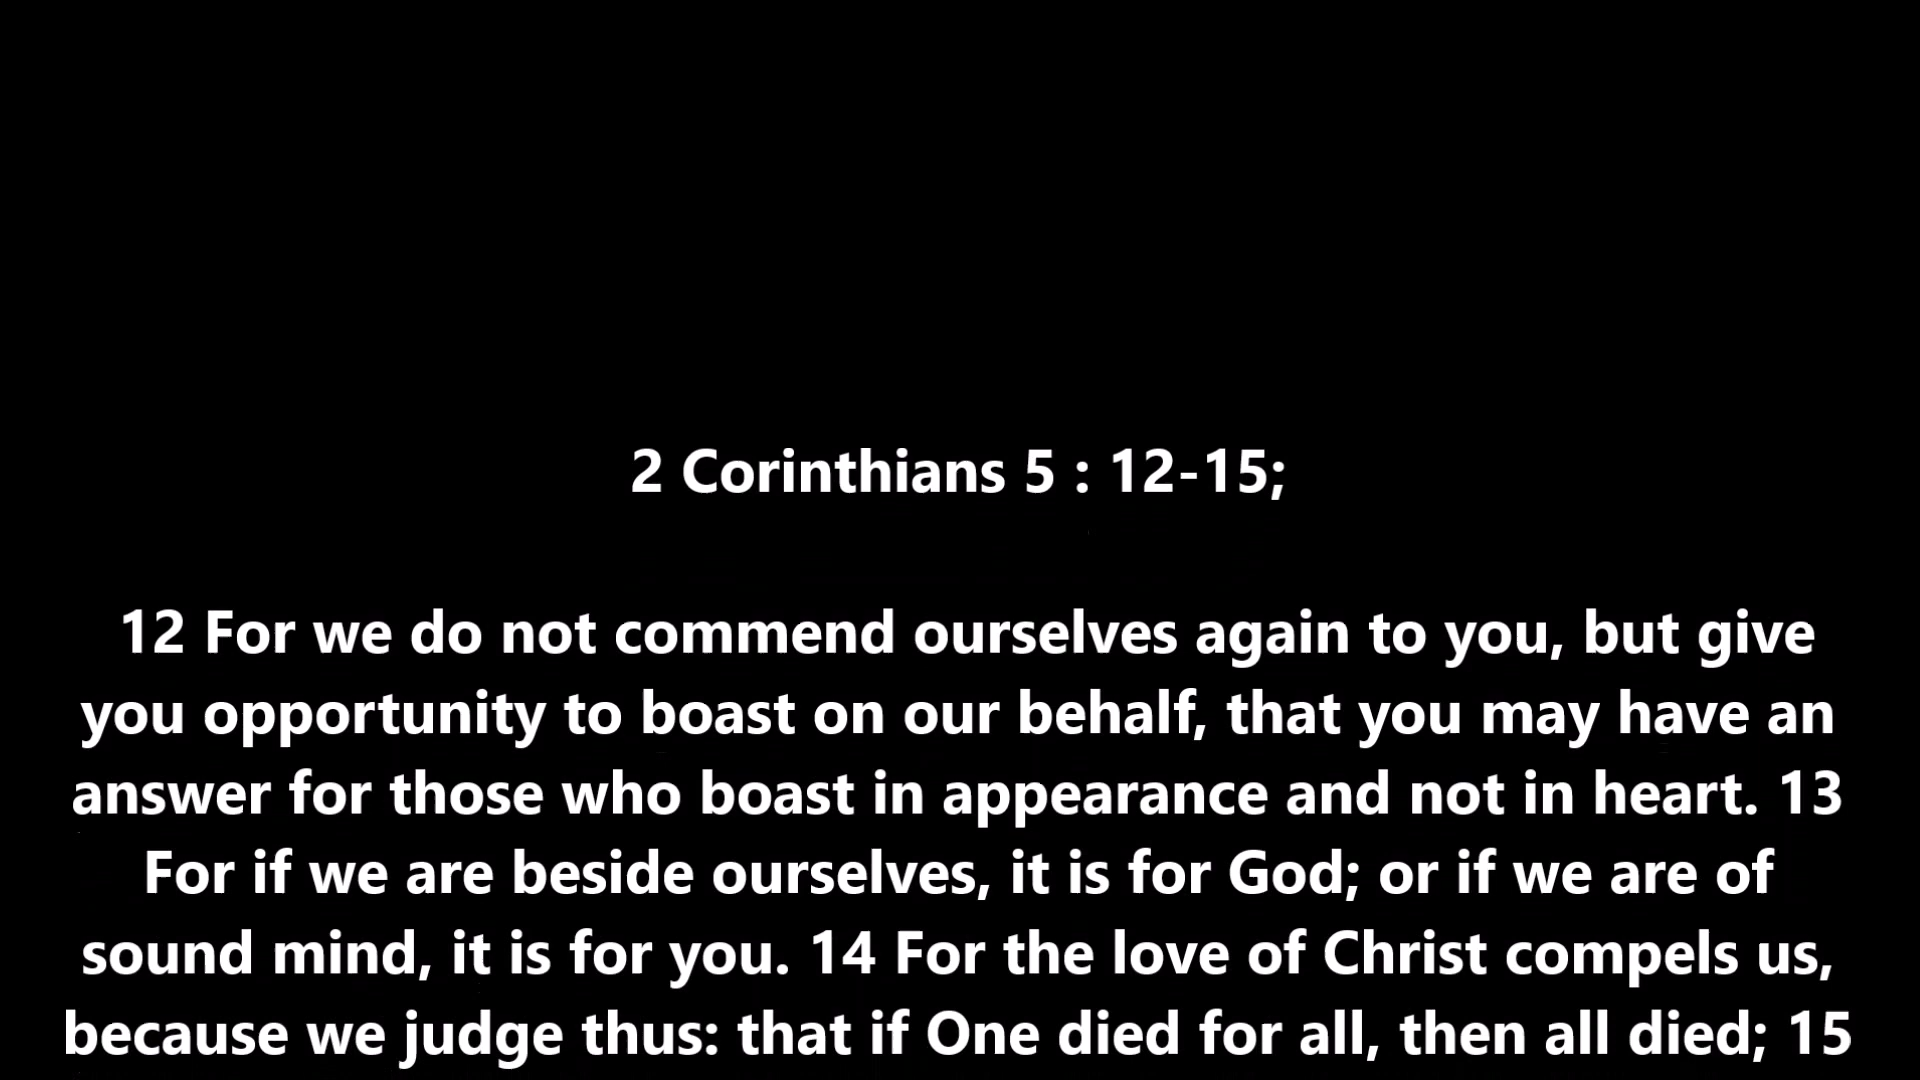 2 Corinthians 5 : 12-15;
12 For we do not commend ourselves again to you, but give
you opportunity to boast on our behalf, that you may have an
answer for those who boast in appearance and not in heart. 13
For if we are beside ourselves, it is for God; or if we are of
sound mind, it is for you. 14 For the love of Christ compels us,
because we judge thus: that if One died for all, then all died; 15